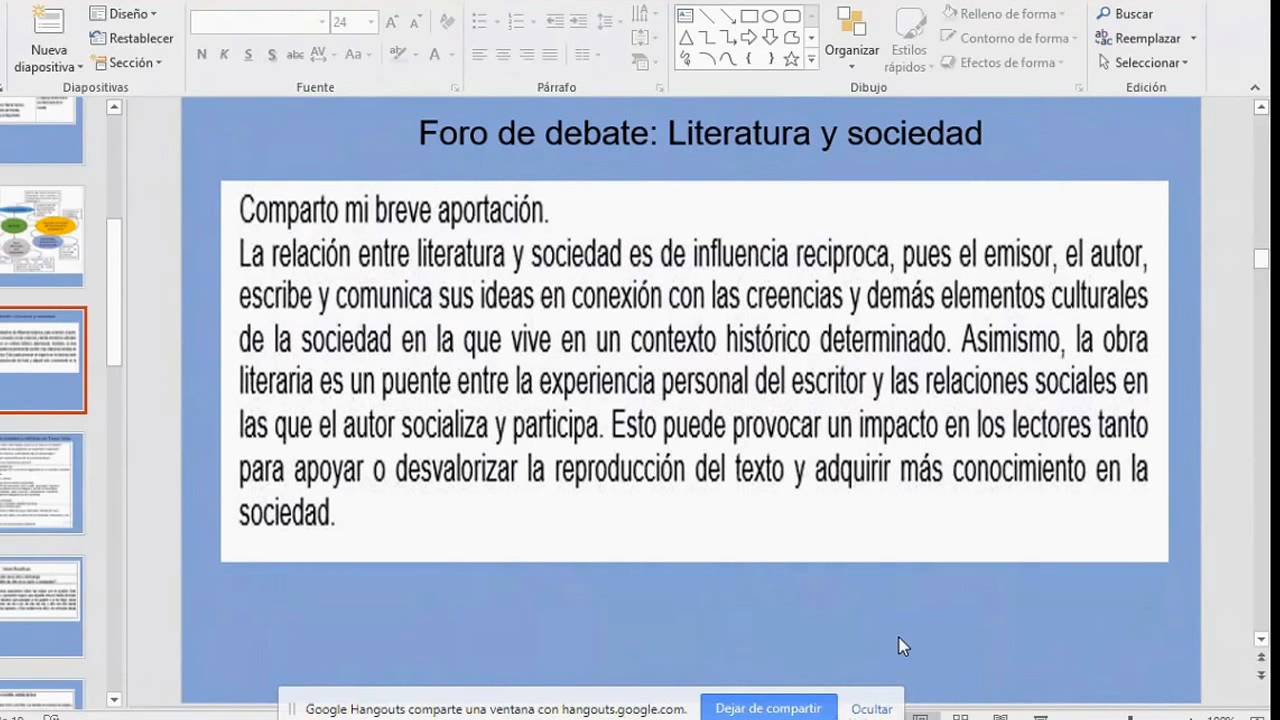 Nueva
diapositiva
Diseño
Restablecer
Sección
Diapositivas
24
N K S S abc AV Aa A
Fuente
Párrafo
Organizar
Estilos
rápidos
Relleno de forma
Contorno de forma
Efectos de forma
Dibujo
Buscar
Reemplazar
Seleccionar
Edición
Foro de debate: Literatura y sociedad
Comparto mi breve aportación.
La relación entre literatura y sociedad es de influencia reciproca, pues el emisor, el autor,
escribe y comunica sus ideas en conexión con las creencias y demás elementos culturales
de la sociedad en la que vive en un contexto histórico determinado. Asimismo, la obra
literaria es un puente entre la experiencia personal del escritor y las relaciones sociales en
las que el autor socializa y participa. Esto puede provocar un impacto en los lectores tanto
para apoyar o desvalorizar la reproducción del texto y adquirir más conocimiento en la
sociedad.
Google Hangouts comparte una ventana con hangouts.google.com.
Dejar de compartir
Ocultar